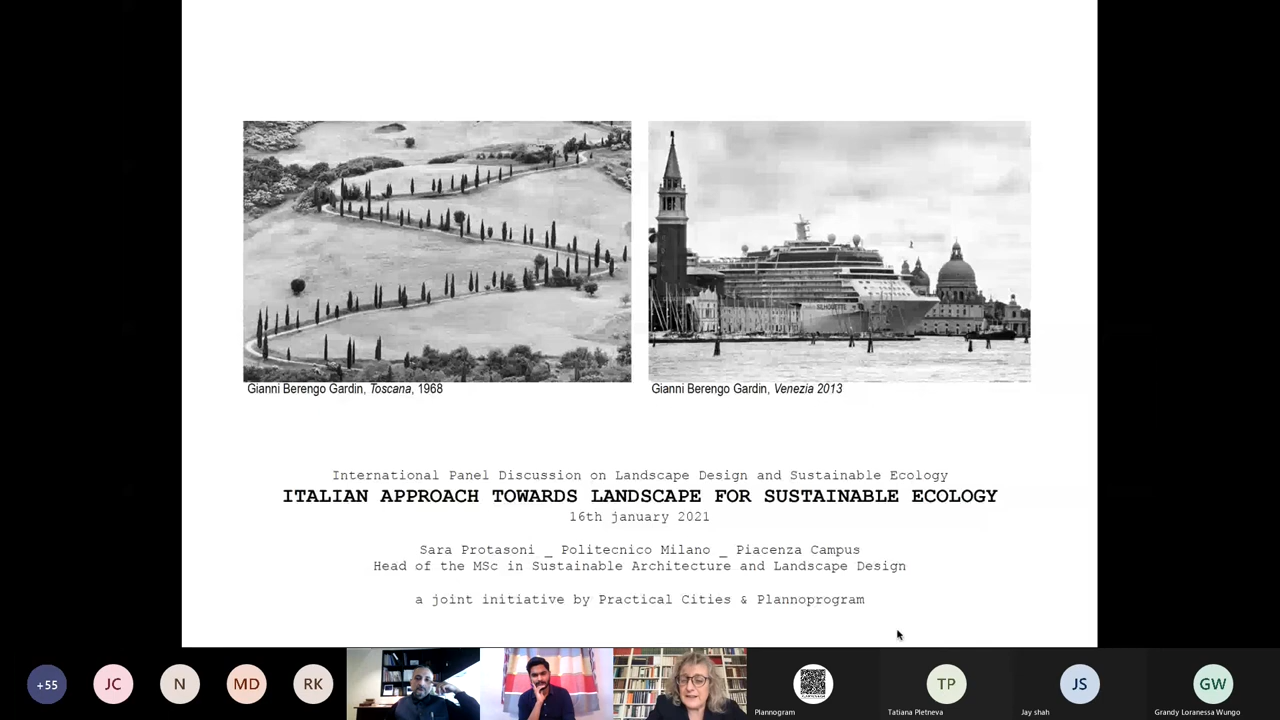 SILHOUETTE
Gianni Berengo Gardin, Toscana, 1968
Gianni Berengo Gardin, Venezia 2013
International Panel Discussion on Landscape Design and Sustainable Ecology
ITALIAN APPROACH TOWARDS LANDSCAPE FOR SUSTAINABLE ECOLOGY
16th january 2021
Sara Protasoni _ Politecnico Milano _ Piacenza Campus
Head of the MSc in Sustainable Architecture and Landscape Design
a joint initiative by Practical Cities & Plannoprogram
+55
JC
N
MD
RK
TP
JS
GW
Plannogram
Tatiana Pletneva
Jay shah
Grandy Loranessa Wungo